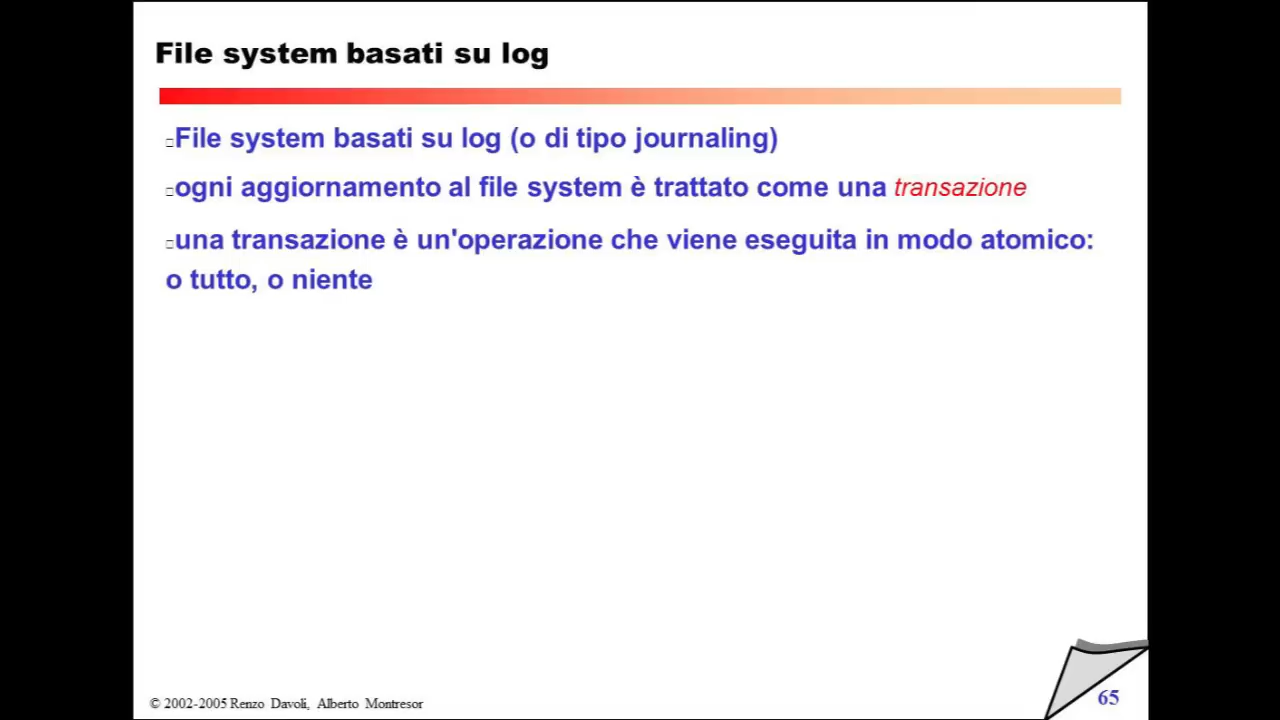 File system basati su log
File system basati su log (o di tipo journaling)
ogni aggiornamento al file system è trattato come una transazione
una transazione è un'operazione che viene eseguita in modo atomico:
o tutto, o niente
© 2002-2005 Renzo Davoli, Alberto Montresor
65